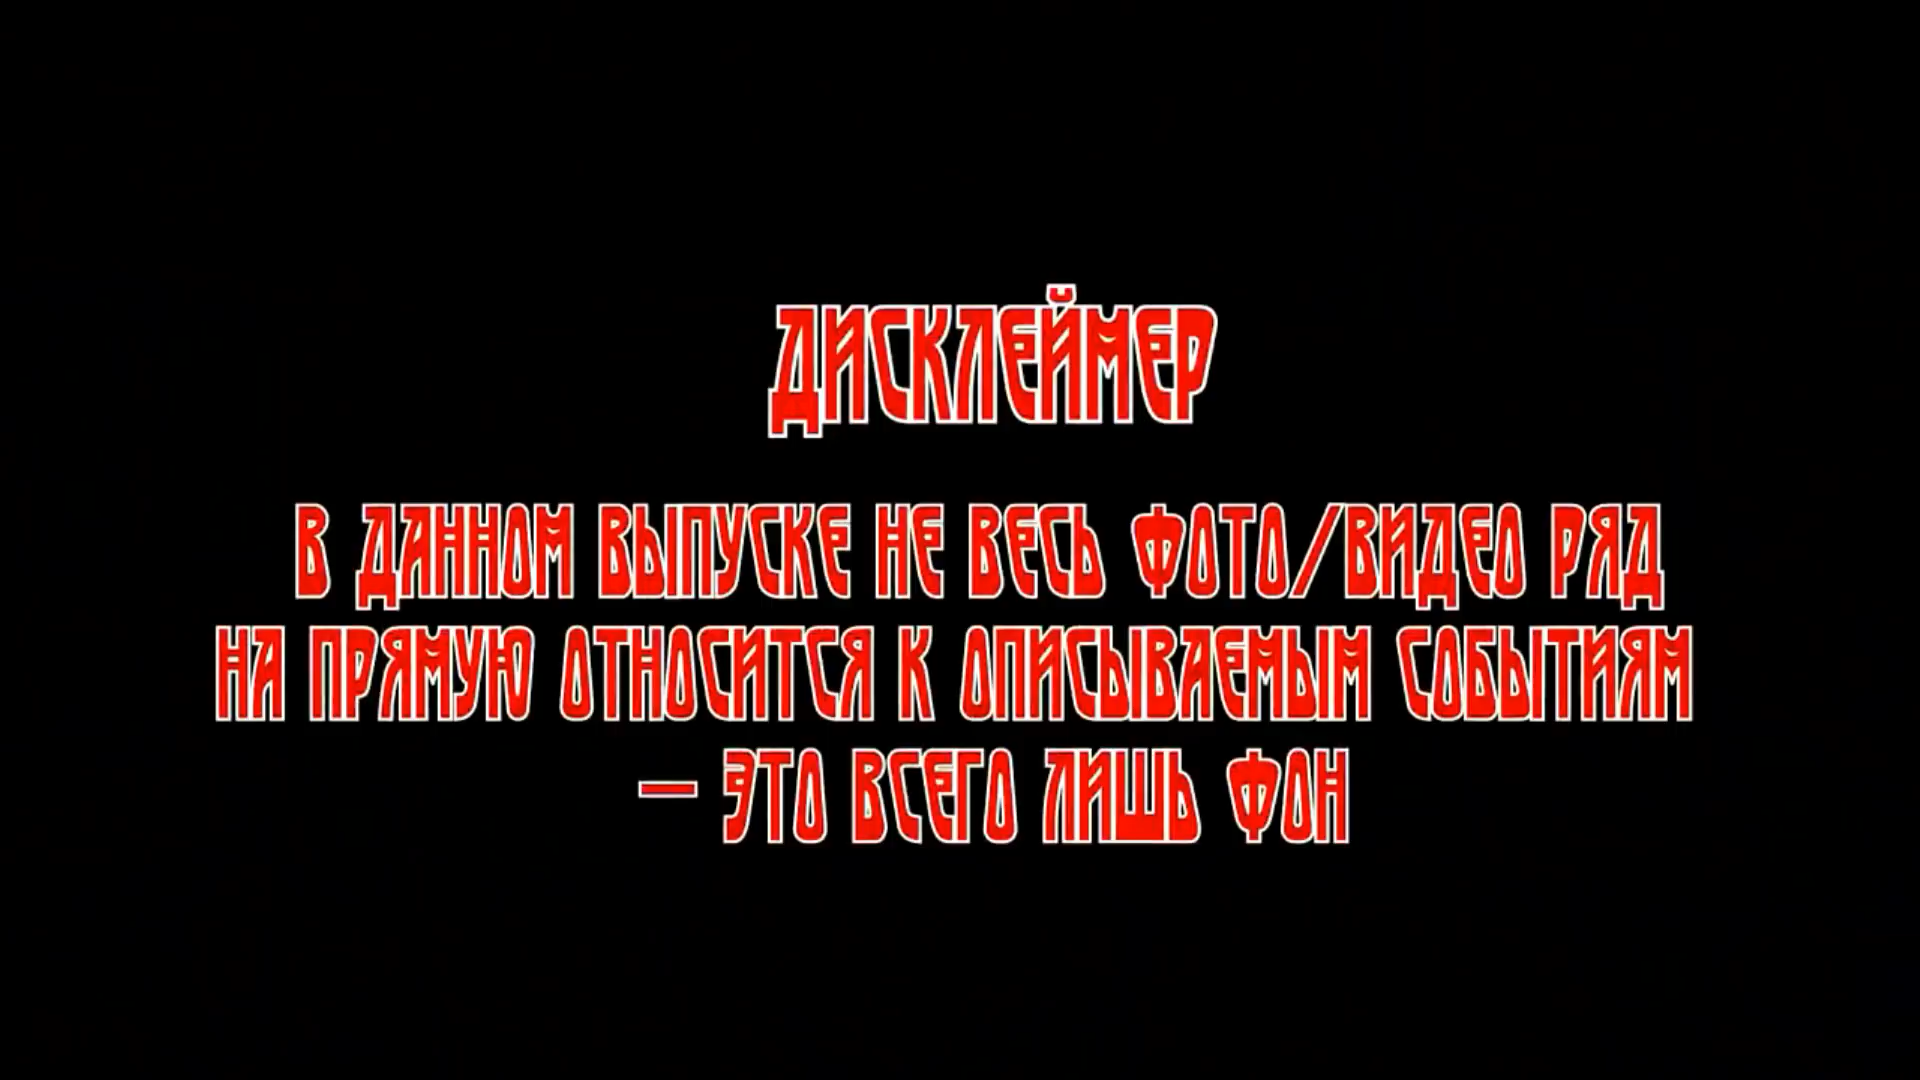 ДИСКЛЕЙМЕР
В ДАННОМ ВЫПУСКЕ НЕ ВЕСЬ ФОТО/ВИДЕО РЯД
НА ПРЯМУЮ ОТНОСИТСЯ К ОПИСЫВАЕМЫМ СОБЫТИЯМ
— ЭТО ВСЕГО ЛИШЬ ФОН